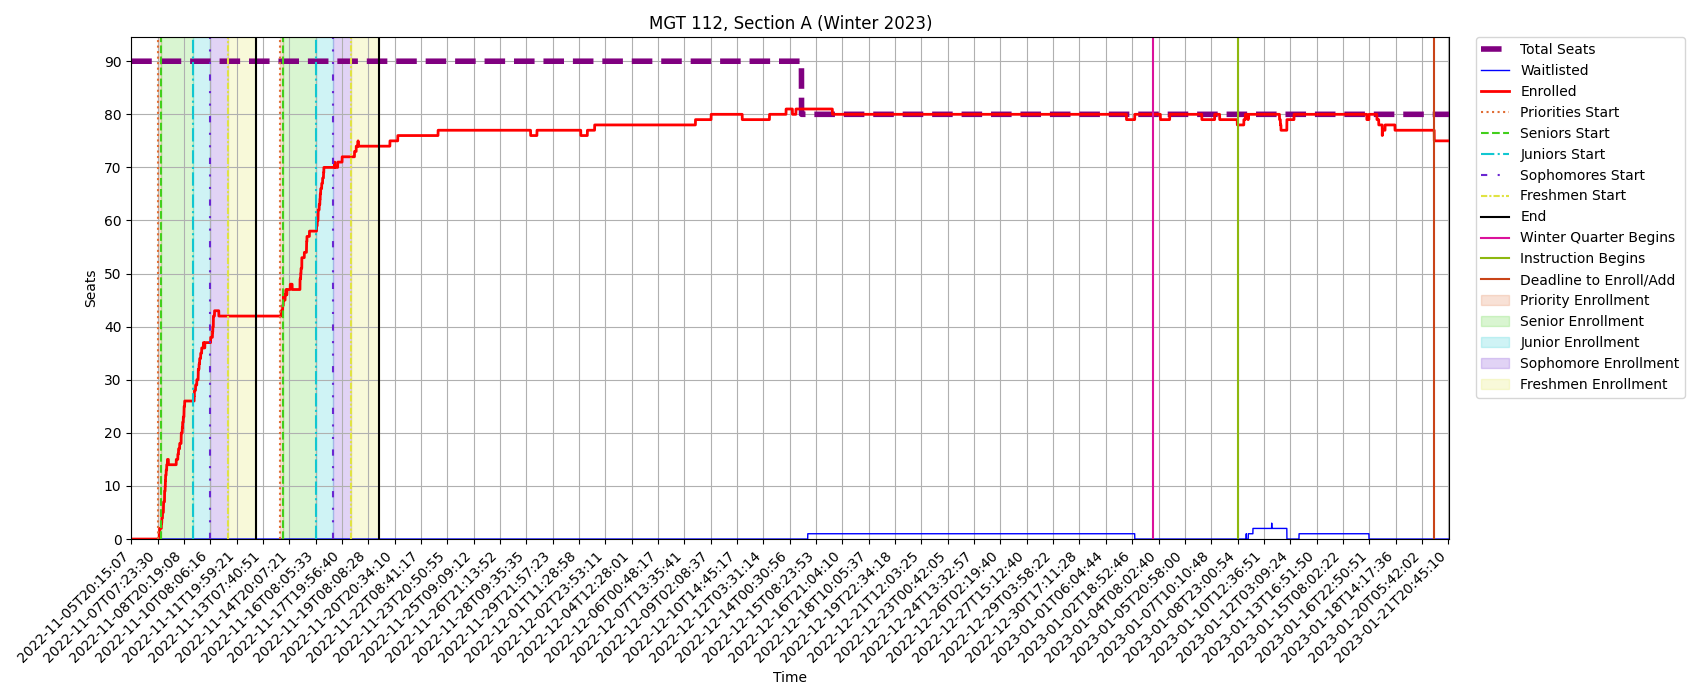 MGT 112, Section A (Winter 2023)
Seats
90
80
70
60
50
40
30
20
10
0
2022-11-05T20:15:07
2022-11-07T07:23:30
2022-11-08T20:19:08
2022-11-10T08:06:16
2022-11-11T19:59:21
2022-11-13T07:40:51
2022-11-14T20:07:21
2022-11-16T08:05:33
2022-11-17T19:56:40
2022-11-19T08:08:28
2022-11-20T20:34:10
2022-11-22T08:41:17
2022-11-23T20:50:55
2022-11-25T09:09:12
2022-11-26T21:13:52
2022-11-28T09:35:35
2022-11-29T21:57:23
2022-12-01T11:28:58
2022-12-02T23:53:11
2022-12-04T12:28:01
2022-12-06T00:48:17
2022-12-07T13:35:41
2022-12-09T02:08:37
2022-12-10T14:45:17
2022-12-12T03:31:14
2022-12-14T00:30:56
2022-12-15T08:23:53
2022-12-16T21:04:10
2022-12-18T10:05:37
2022-12-19T22:34:18
2022-12-21T12:03:25
2022-12-23T00:42:05
2022-12-24T13:32:57
2022-12-26T02:19:40
2022-12-27T15:12:40
2022-12-29T03:58:22
2022-12-30T17:11:28
2023-01-01T06:04:44
2023-01-02T18:52:46
2023-01-04T08:02:40
2023-01-05T20:58:00
2023-01-07T10:10:48
2023-01-08T23:00:54
2023-01-10T12:36:51
2023-01-12T03:09:24
2023-01-13T16:51:50
2023-01-15T08:02:22
2023-01-16T22:50:51
2023-01-18T14:17:36
2023-01-20T05:42:02
2023-01-21T20:45:10
Time
Total Seats
Waitlisted
Enrolled
Priorities Start
Seniors Start
Juniors Start
Sophomores Start
Freshmen Start
End
Winter Quarter Begins
Instruction Begins
Deadline to Enroll/Add
Priority Enrollment
Senior Enrollment
Junior Enrollment
Sophomore Enrollment
Freshmen Enrollment